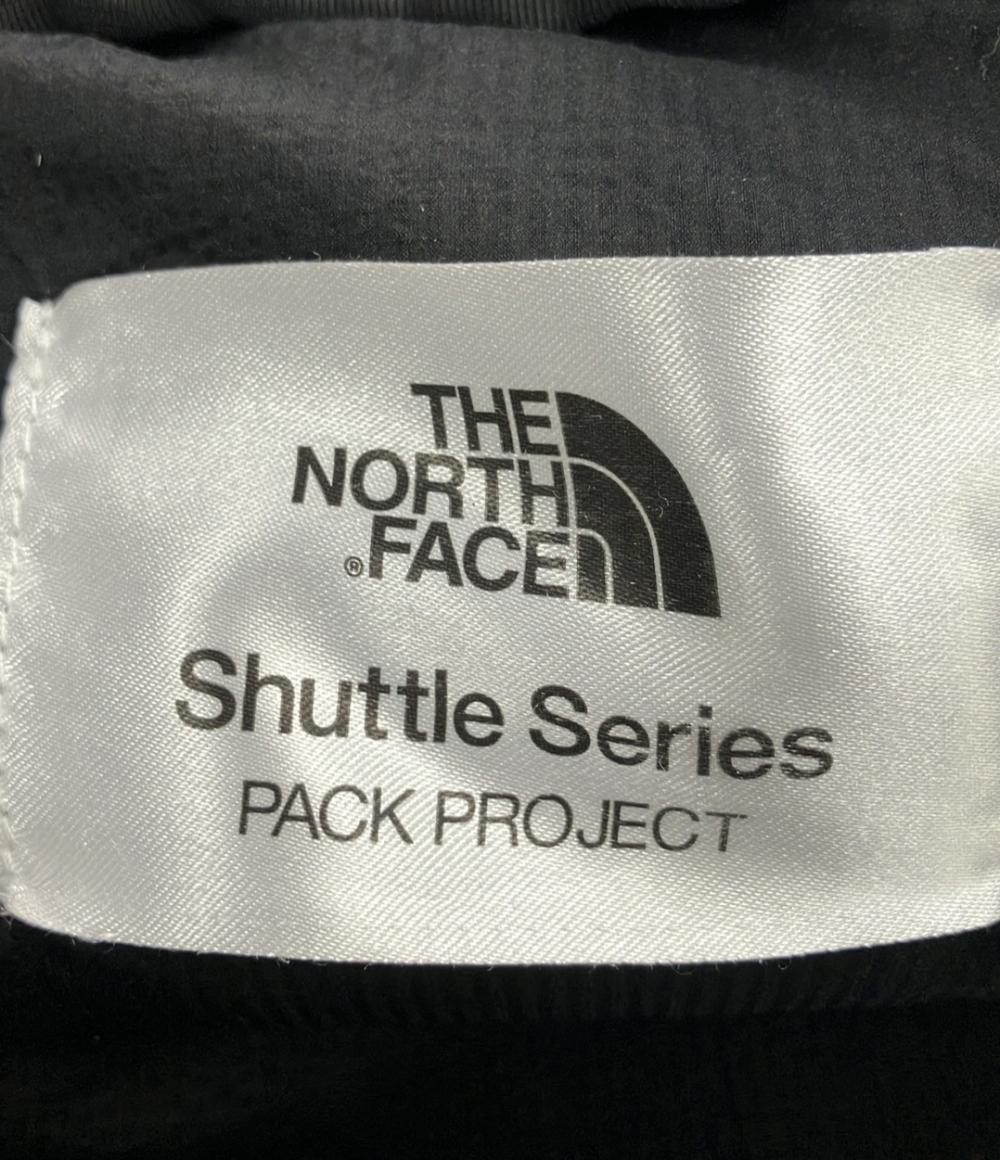 THE
NORTH
®FACE
Shuttle Series
PACK PROJECT